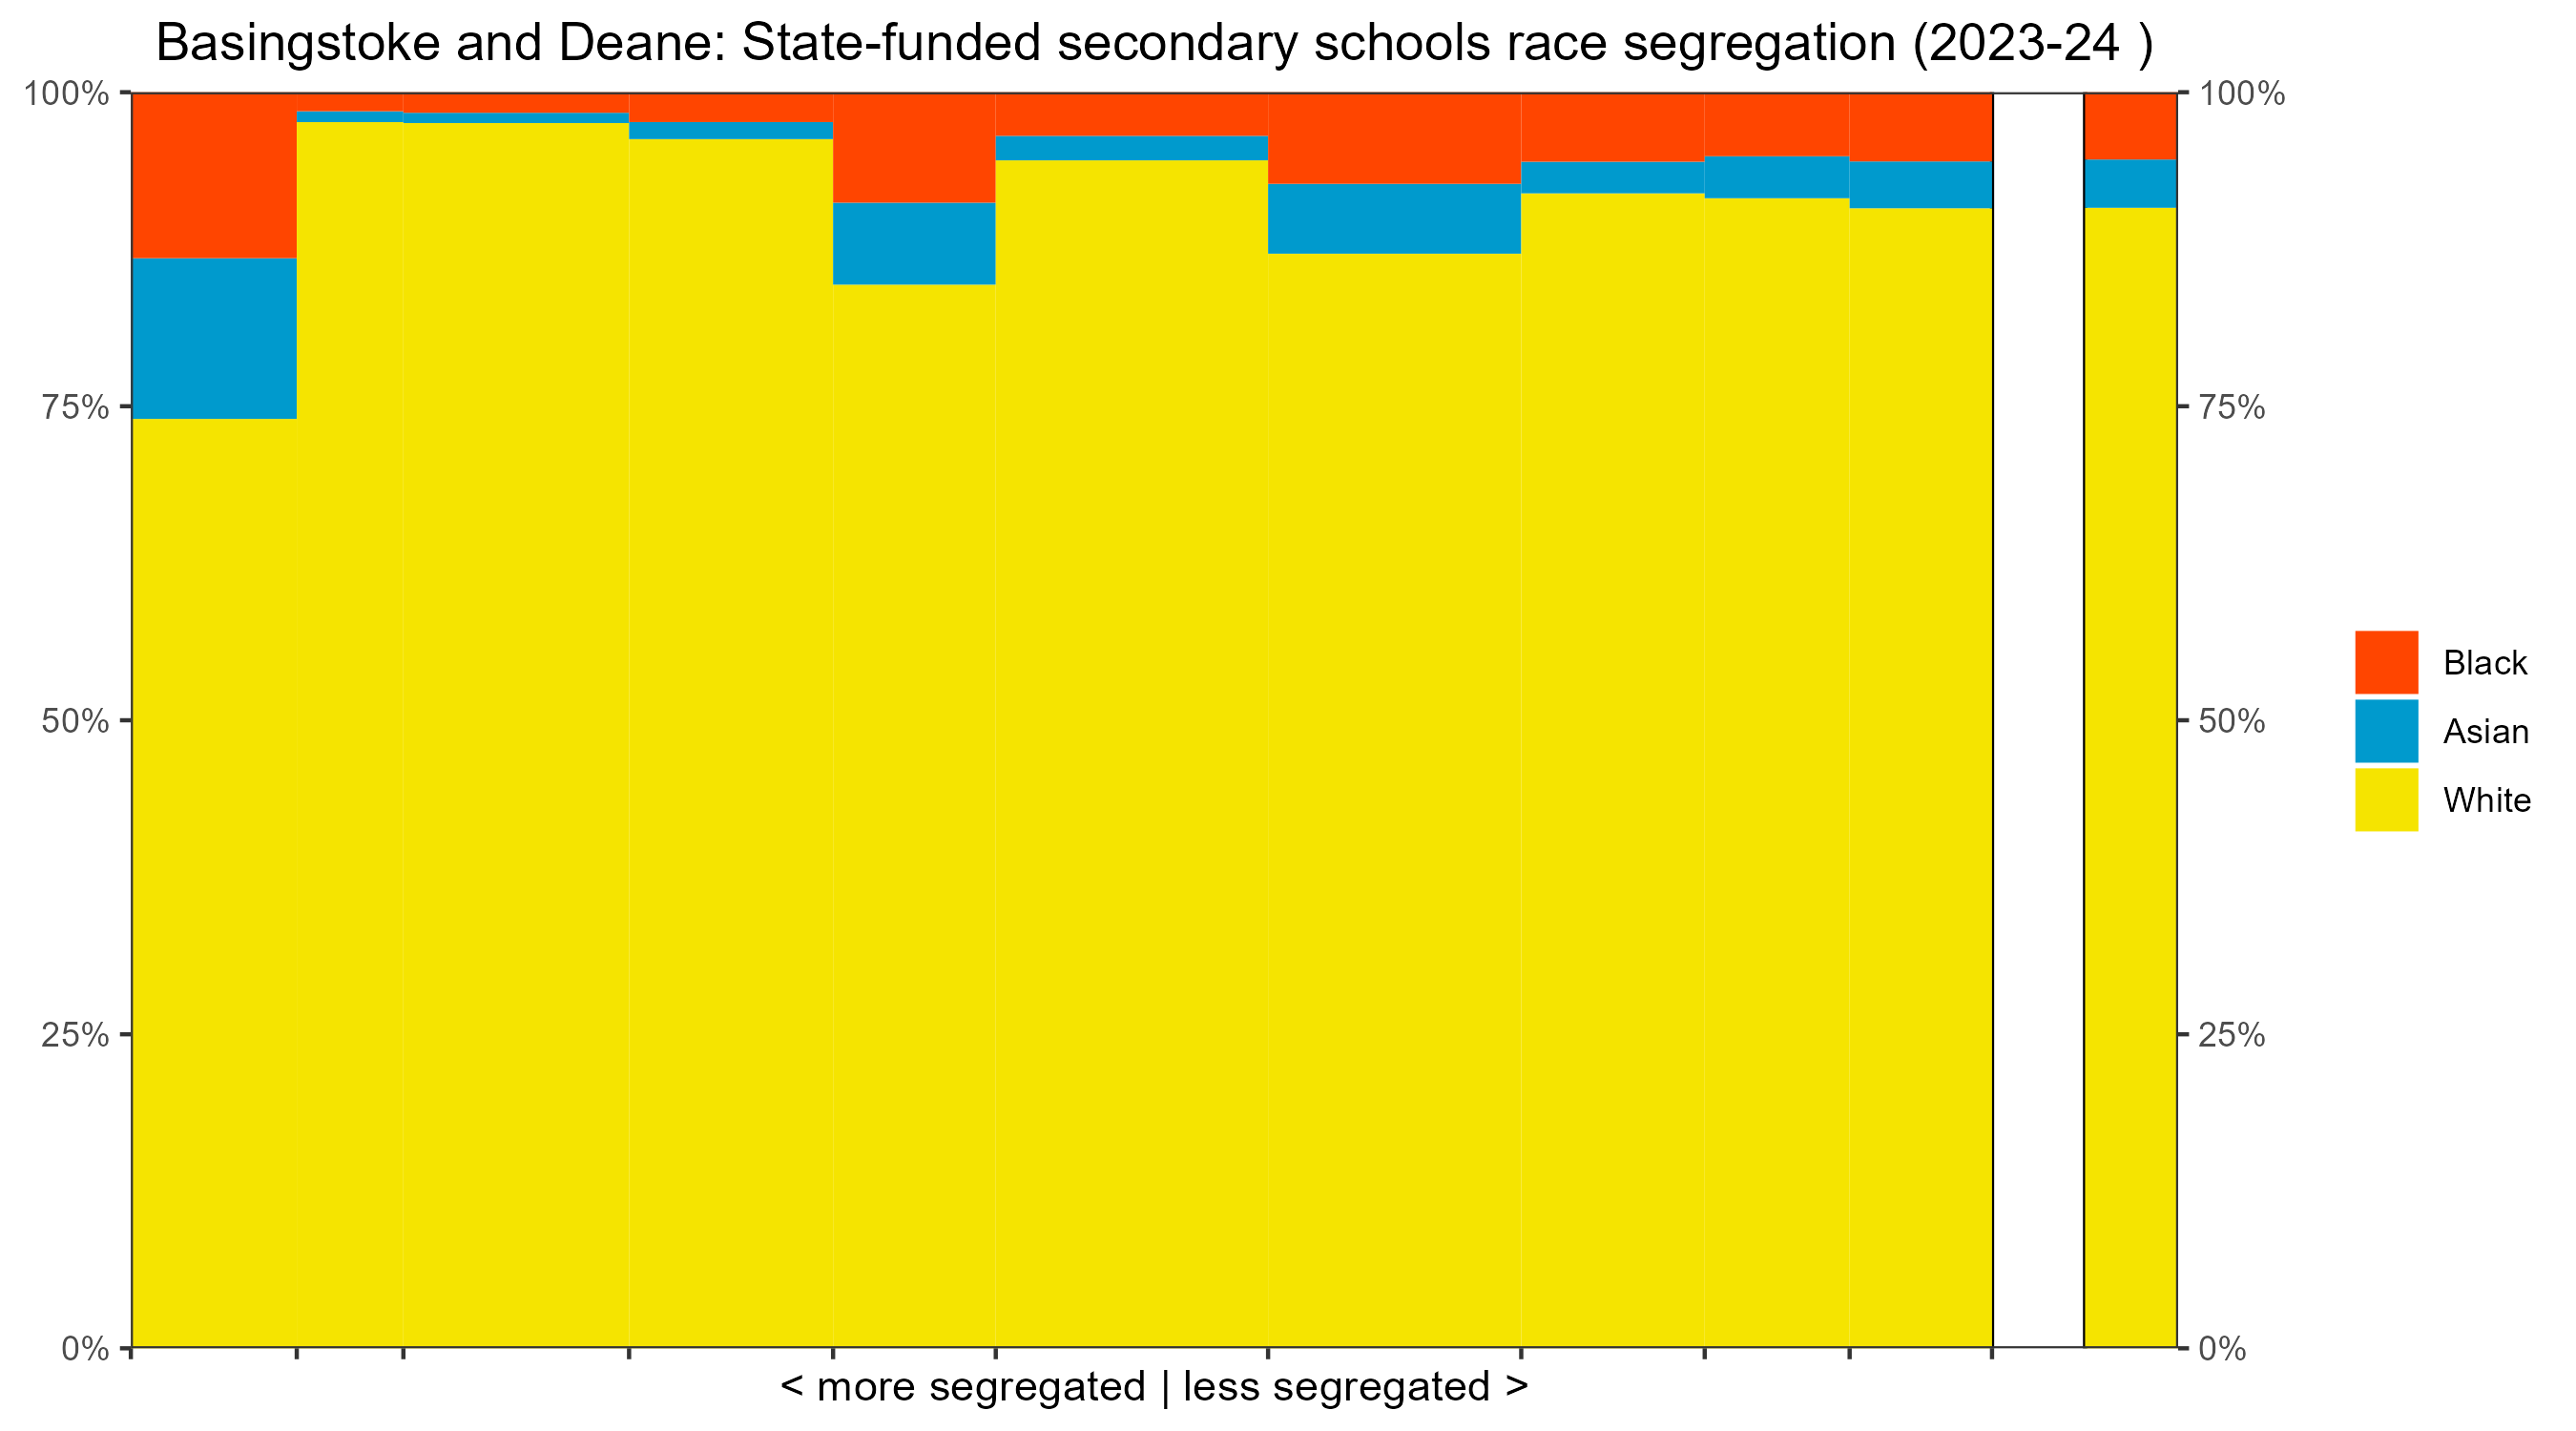 Basingstoke and Deane: State-funded secondary schools race segregation (2023-24 )
100% 100%
75% 75%
50% 50%
25% 25%
0% 0%
Black
Asian
White
< more segregated | less segregated >